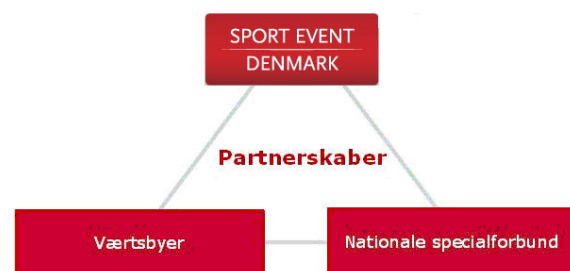 SPORT EVENT
DENMARK
Partnerskaber
Værtsbyer
Nationale specialforbund